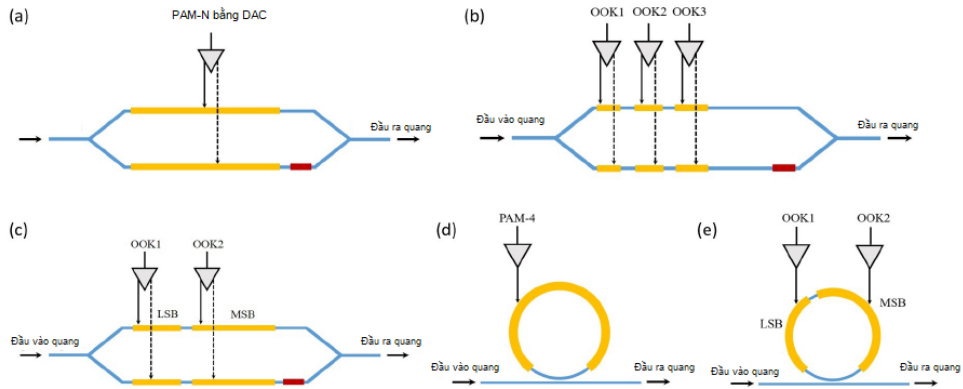 (a)
PAM-N bằng DAC
Đầu ra quang
(b)
OOK1 OOK2 OOK3
Đầu vào quang
Đầu ra quang
(c)
OOK1 OOK2
LSB MSB
Đầu vào quang
Đầu ra quang
(d)
PAM-4
Đầu vào quang
Đầu ra quang
(e)
OOK1 OOK2
LSB
MSB
Đầu vào quang
Đầu ra quang